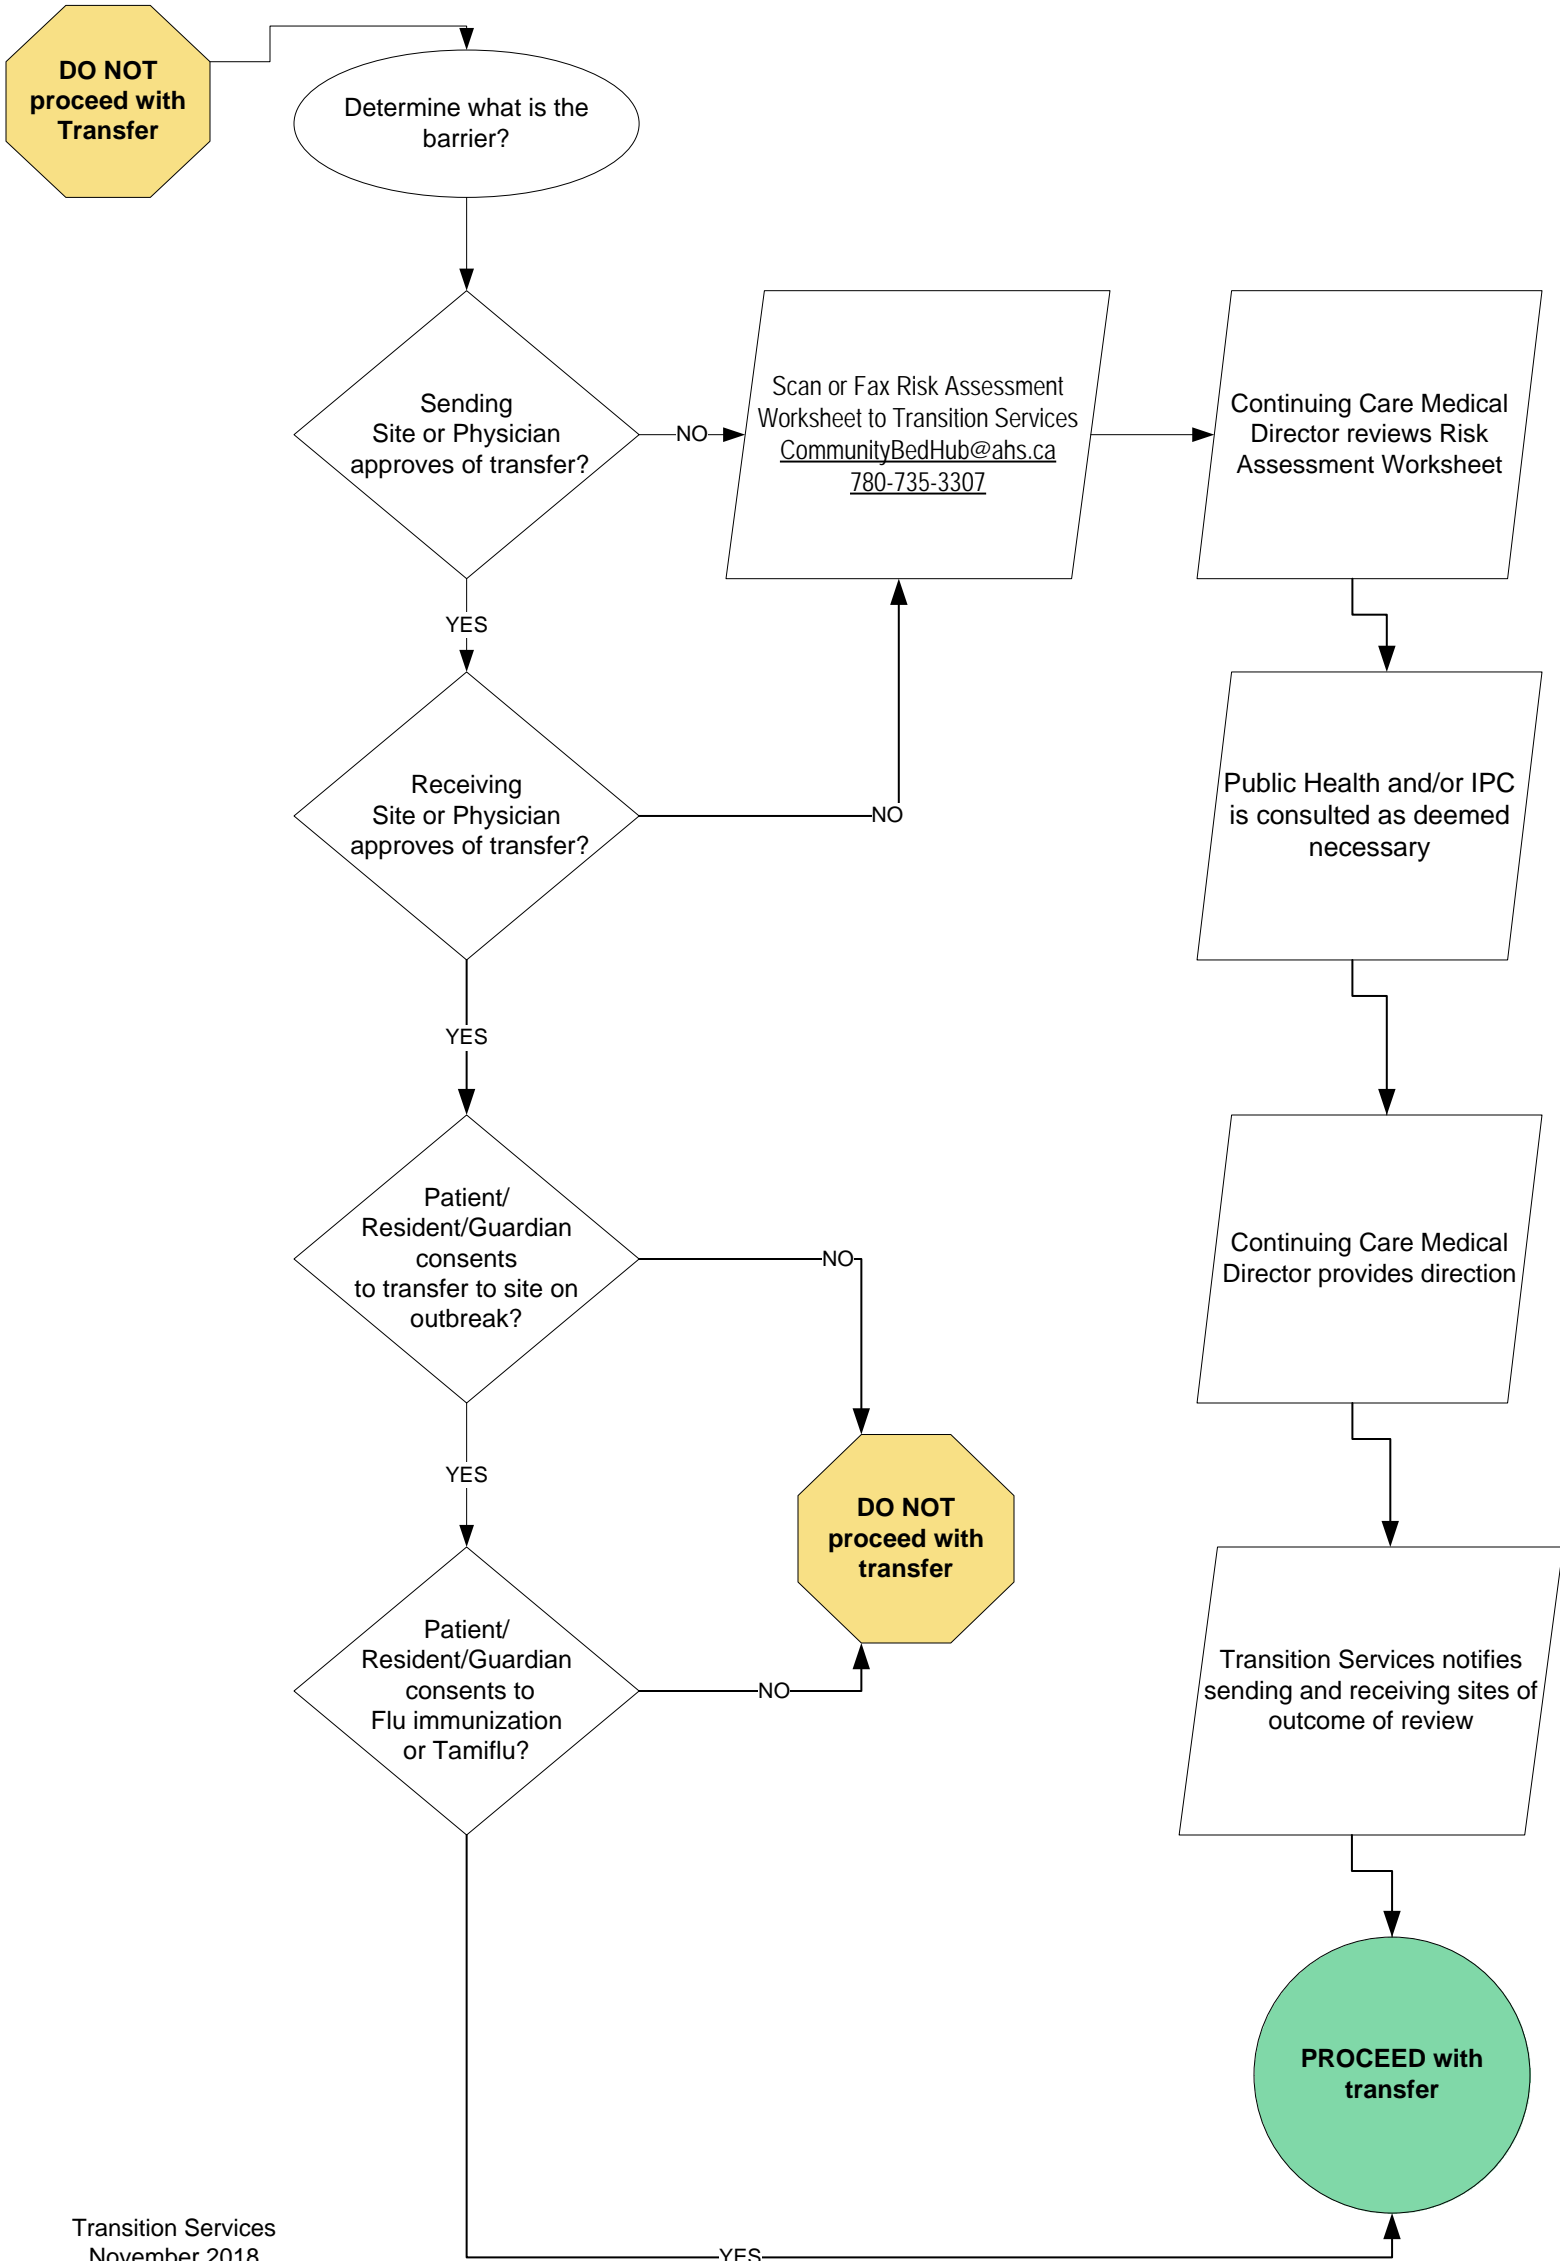 DO NOT
proceed with
Transfer
Determine what is the
barrier?
Sending
Site or Physician
approves of transfer?
NO
Scan or Fax Risk Assessment
Worksheet to Transition Services
CommunityBedHub@ahs.ca
780-735-3307
Continuing Care Medical
Director reviews Risk
Assessment Worksheet
YES
Receiving
Site or Physician
approves of transfer?
NO
Public Health and/or IPC
is consulted as deemed
necessary
YES
Patient/
Resident/Guardian
consents
to transfer to site on
outbreak?
NO
Continuing Care Medical
Director provides direction
YES
DO NOT
proceed with
transfer
Patient/
Resident/Guardian
consents to
Flu immunization
or Tamiflu?
NO
Transition Services notifies
sending and receiving sites of
outcome of review
PROCEED with
transfer
YES
Transition Services
November 2018